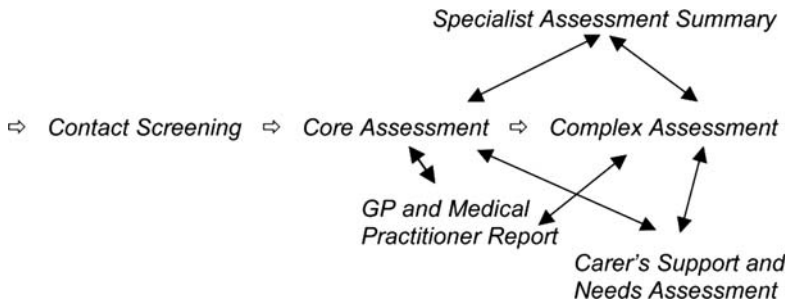 Specialist Assessment Summary
⇨ Contact Screening ⇨ Core Assessment ⇨ Complex Assessment
GP and Medical
Practitioner Report
Carer's Support and
Needs Assessment